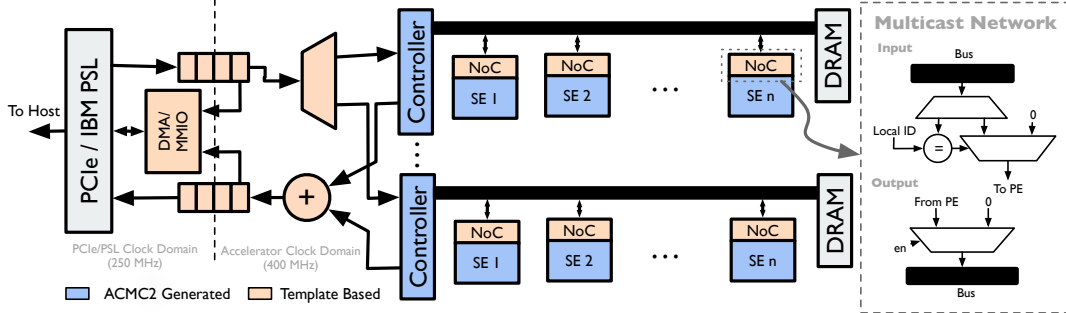 To Host
PCIe / IBM PSL
DMA/
MMIO
PCIe/PSL Clock Domain
(250 MHz)
Accelerator Clock Domain
(400 MHz)
+
Controller
NoC
SE 1
NoC
SE 2
...
NoC
SE n
DRAM
Controller
NoC
SE 1
NoC
SE 2
...
NoC
SE n
DRAM
ACMC2 Generated
Template Based
Multicast Network
Input
Bus
0
Local ID
=
To PE
Output
From PE
0
en
Bus